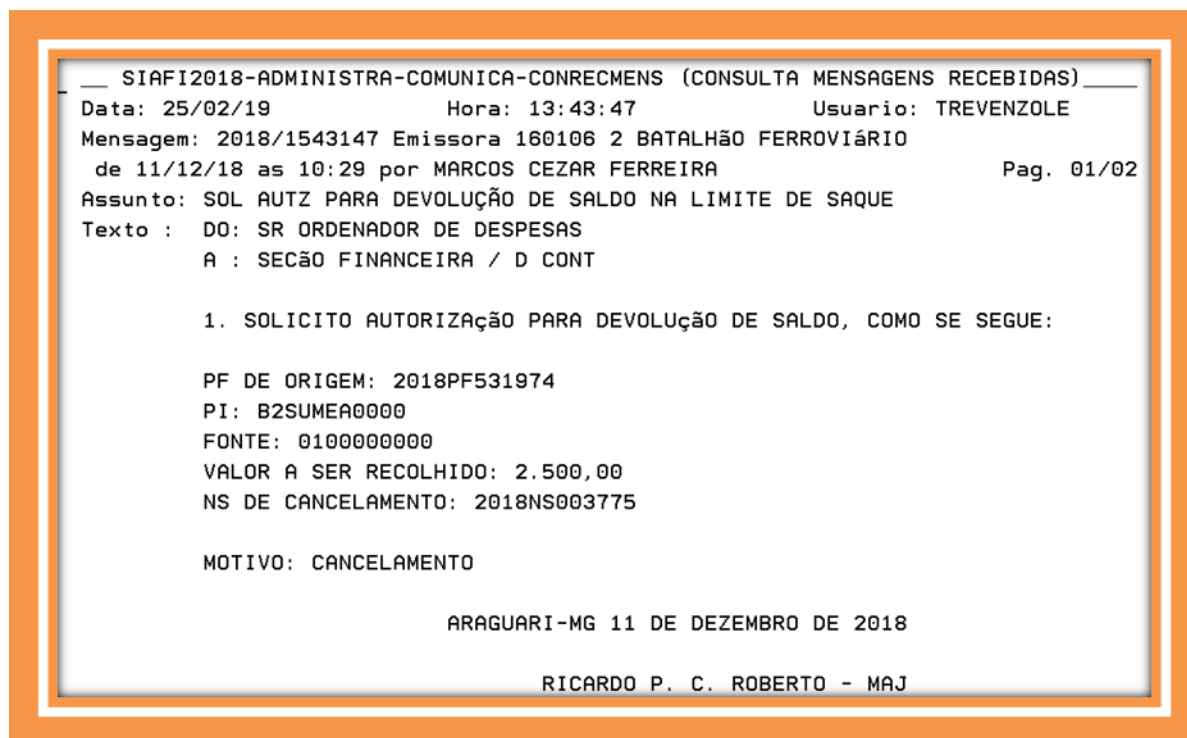 __ SIAFI2018-ADMINISTRA-COMUNICA-CONRECMENS (CONSULTA MENSAGENS RECEBIDAS)____
Data: 25/02/19 Hora: 13:43:47 Usuario: TREVENZOLE
Mensagem: 2018/1543147 Emissora 160106 2 BATALHãO FERROVIáRIO
de 11/12/18 as 10:29 por MARCOS CEZAR FERREIRA Pag. 01/02
Assunto: SOL AUTZ PARA DEVOLUÇÃO DE SALDO NA LIMITE DE SAQUE
Texto : DO: SR ORDENADOR DE DESPESAS
A : SECãO FINANCEIRA / D CONT
1. SOLICITO AUTORIZAçãO PARA DEVOLUçãO DE SALDO, COMO SE SEGUE:
PF DE ORIGEM: 2018PF531974
PI: B2SUMEA0000
FONTE: 0100000000
VALOR A SER RECOLHIDO: 2.500,00
NS DE CANCELAMENTO: 2018NS003775
MOTIVO: CANCELAMENTO
ARAGUARI-MG 11 DE DEZEMBRO DE 2018
RICARDO P. C. ROBERTO - MAJ